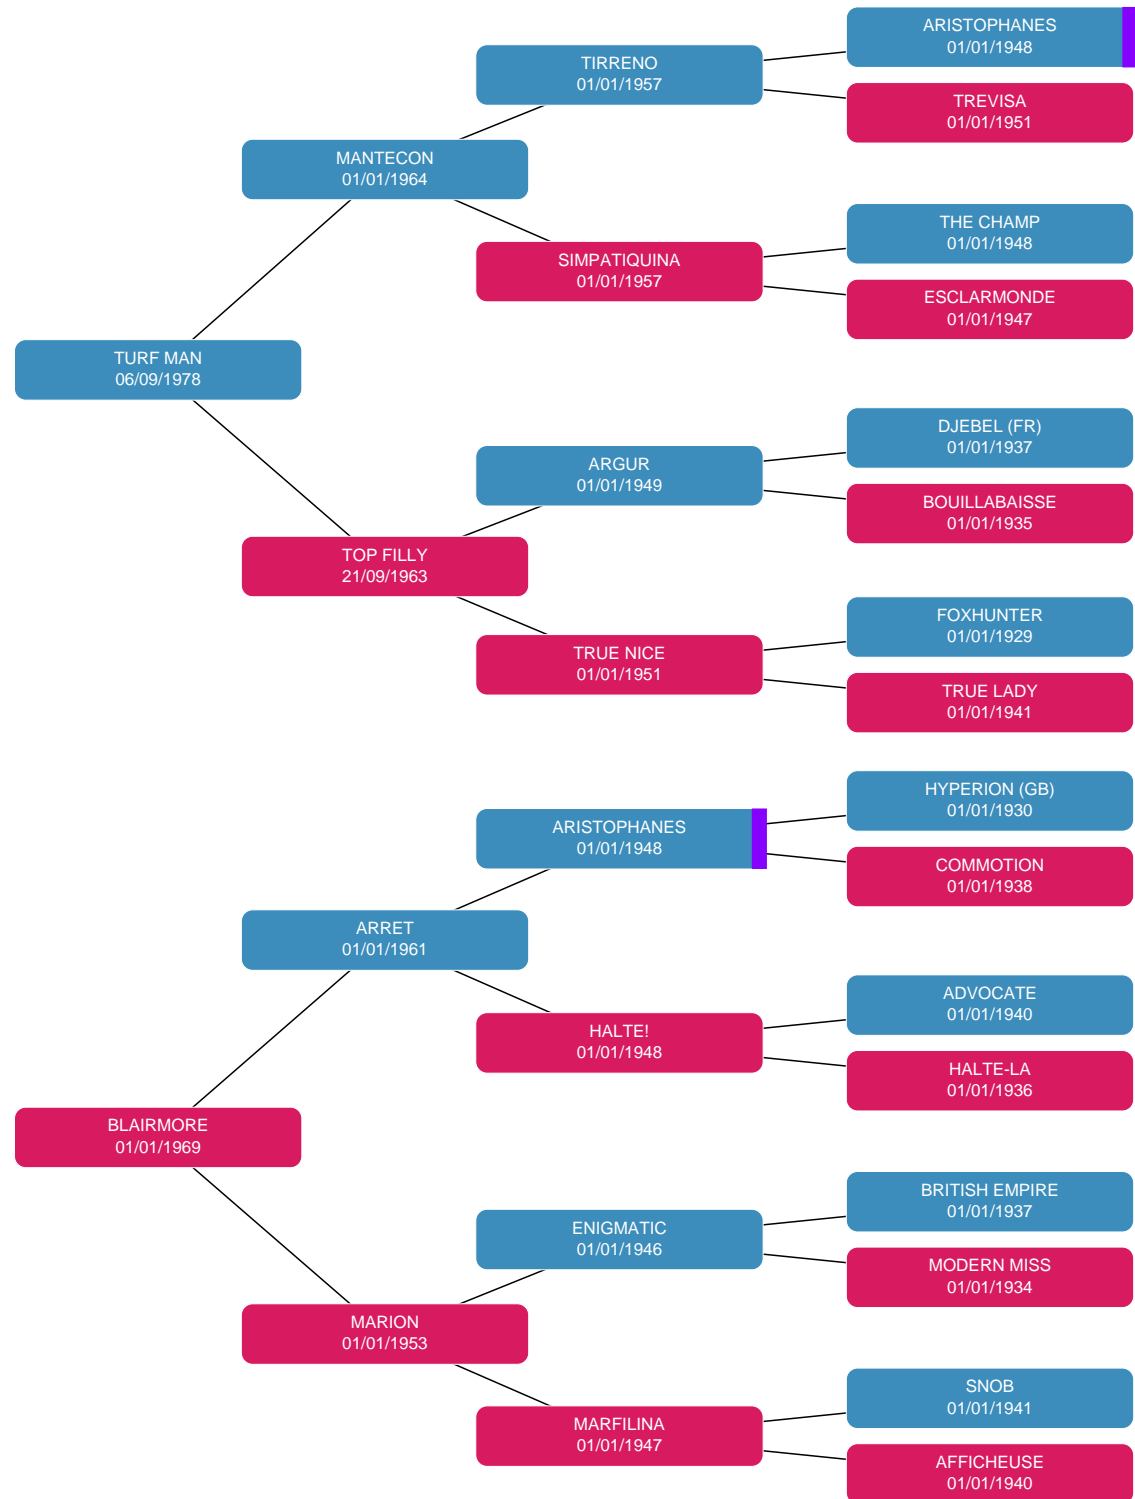 ARISTOPHANES
01/01/1948
TIRRENO
01/01/1957
TREVISA
01/01/1951
MANTECON
01/01/1964
THE CHAMP
01/01/1948
SIMPATIQUINA
01/01/1957
ESCLARMONDE
01/01/1947
TURF MAN
06/09/1978
DJEBEL (FR)
01/01/1937
ARGUR
01/01/1949
BOUILLABAISSE
01/01/1935
TOP FILLY
21/09/1963
FOXHUNTER
01/01/1929
TRUE NICE
01/01/1951
TRUE LADY
01/01/1941
HYPERION (GB)
01/01/1930
ARISTOPHANES
01/01/1948
COMMOTION
01/01/1938
ARRET
01/01/1961
ADVOCATE
01/01/1940
HALTE!
01/01/1948
HALTE-LA
01/01/1936
BLAIRMORE
01/01/1969
BRITISH EMPIRE
01/01/1937
ENIGMATIC
01/01/1946
MODERN MISS
01/01/1934
MARION
01/01/1953
SNOB
01/01/1941
MARFILINA
01/01/1947
AFFICHEUSE
01/01/1940